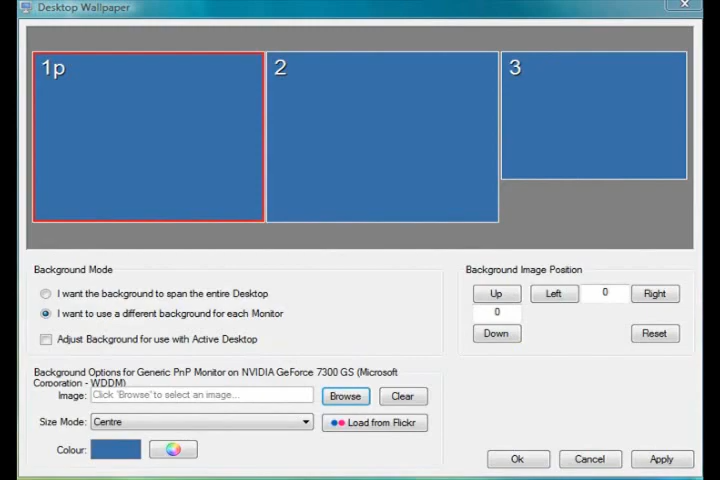 Desktop Wallpaper
1p
2
3
Background Mode
I want the background to span the entire Desktop
I want to use a different background for each Monitor
Adjust Background for use with Active Desktop
Background Image Position
Up
Left
0
Right
0
Down
Reset
Background Options for Generic PnP Monitor on NVIDIA GeForce 7300 GS (Microsoft
Corporation - WDDM)
Image:
Click 'Browse' to select an image...
Browse
Clear
Size Mode:
Centre
Load from Flickr
Colour:
Ok
Cancel
Apply